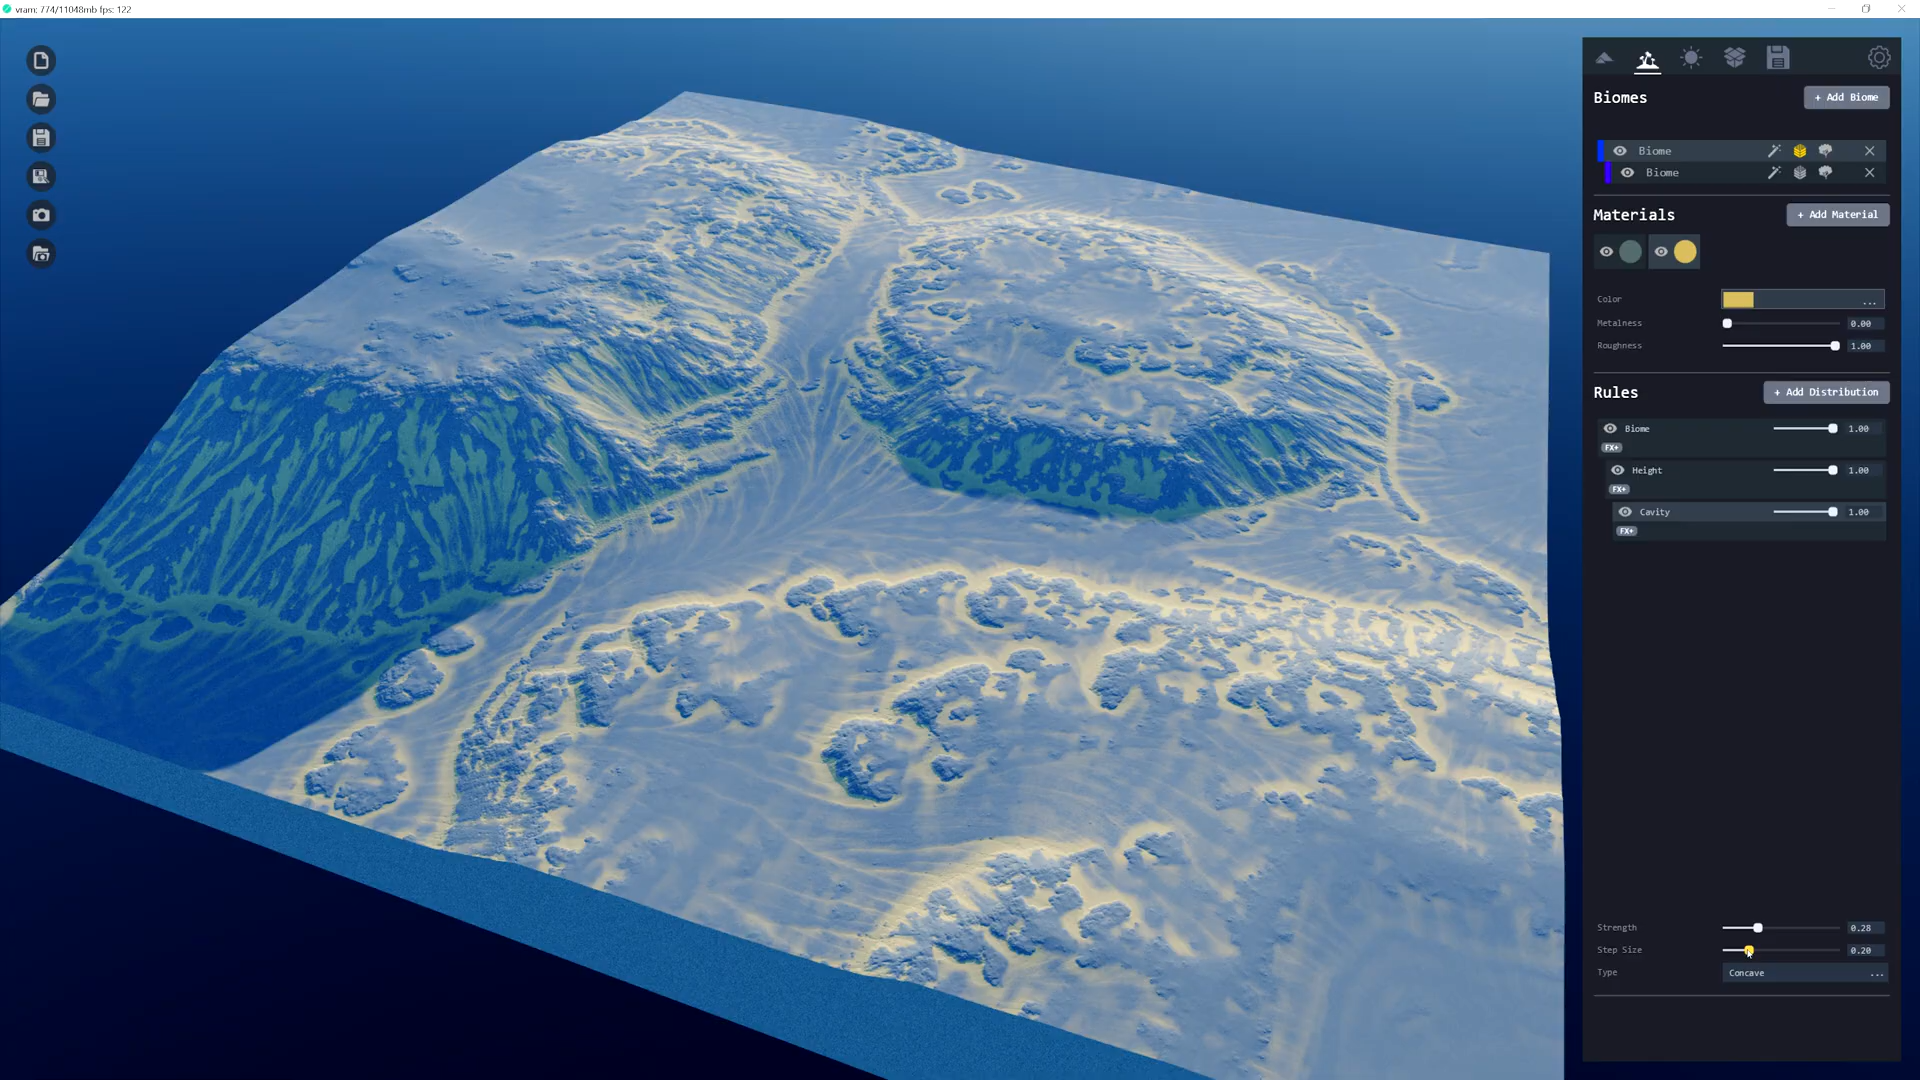 vram: 774/11048mb fps: 122
Biomes
+ Add Biome
Biome
Biome
Materials
+ Add Material
Color
...
Metalness
0.00
Roughness
1.00
Rules
+ Add Distribution
Biome
1.00
FX+
Height
1.00
FX+
Cavity
1.00
FX+
Strength
0.28
Step Size
0.20
Type
Concave
...